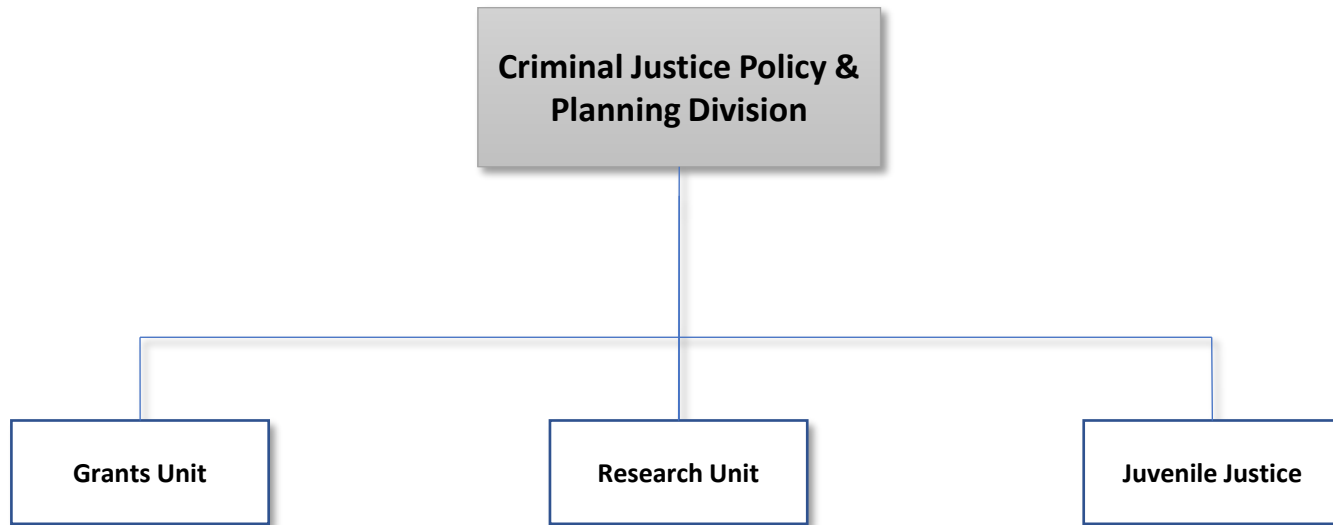 Criminal Justice Policy &
Planning Division
Grants Unit
Research Unit
Juvenile Justice